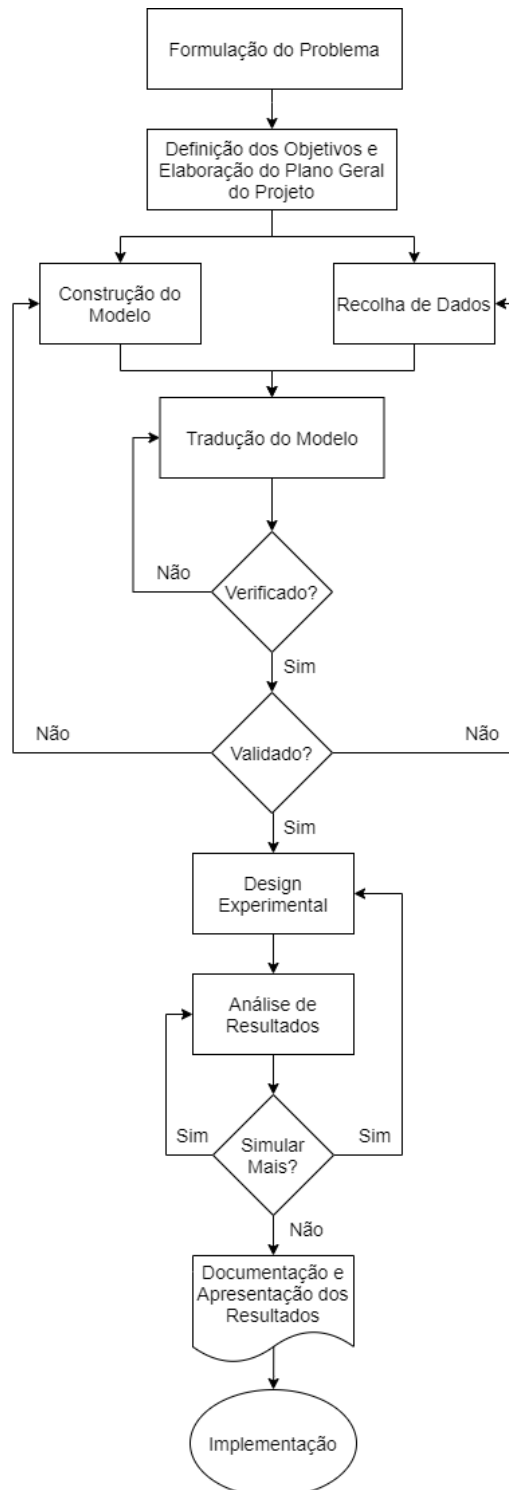 Formulação do Problema
Definição dos Objetivos e
Elaboração do Plano Geral
do Projeto
Construção do
Modelo
Recolha de Dados
Tradução do Modelo
Não
Verificado?
Sim
Não
Validado?
Não
Sim
Design
Experimental
Análise de
Resultados
Sim
Simular
Mais?
Sim
Não
Documentação e
Apresentação dos
Resultados
Implementação